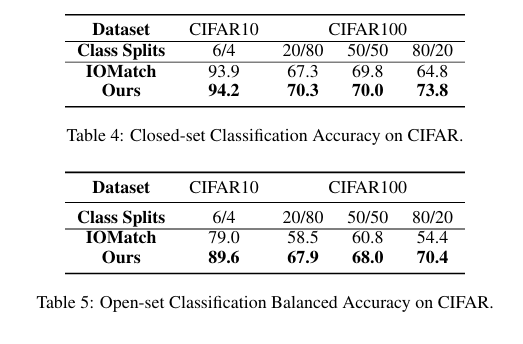 Dataset CIFAR10 CIFAR100
Class Splits 6/4 20/80 50/50 80/20
IOMatch 93.9 67.3 69.8 64.8
Ours 94.2 70.3 70.0 73.8
Table 4: Closed-set Classification Accuracy on CIFAR.
Dataset CIFAR10 CIFAR100
Class Splits 6/4 20/80 50/50 80/20
IOMatch 79.0 58.5 60.8 54.4
Ours 89.6 67.9 68.0 70.4
Table 5: Open-set Classification Balanced Accuracy on CIFAR.